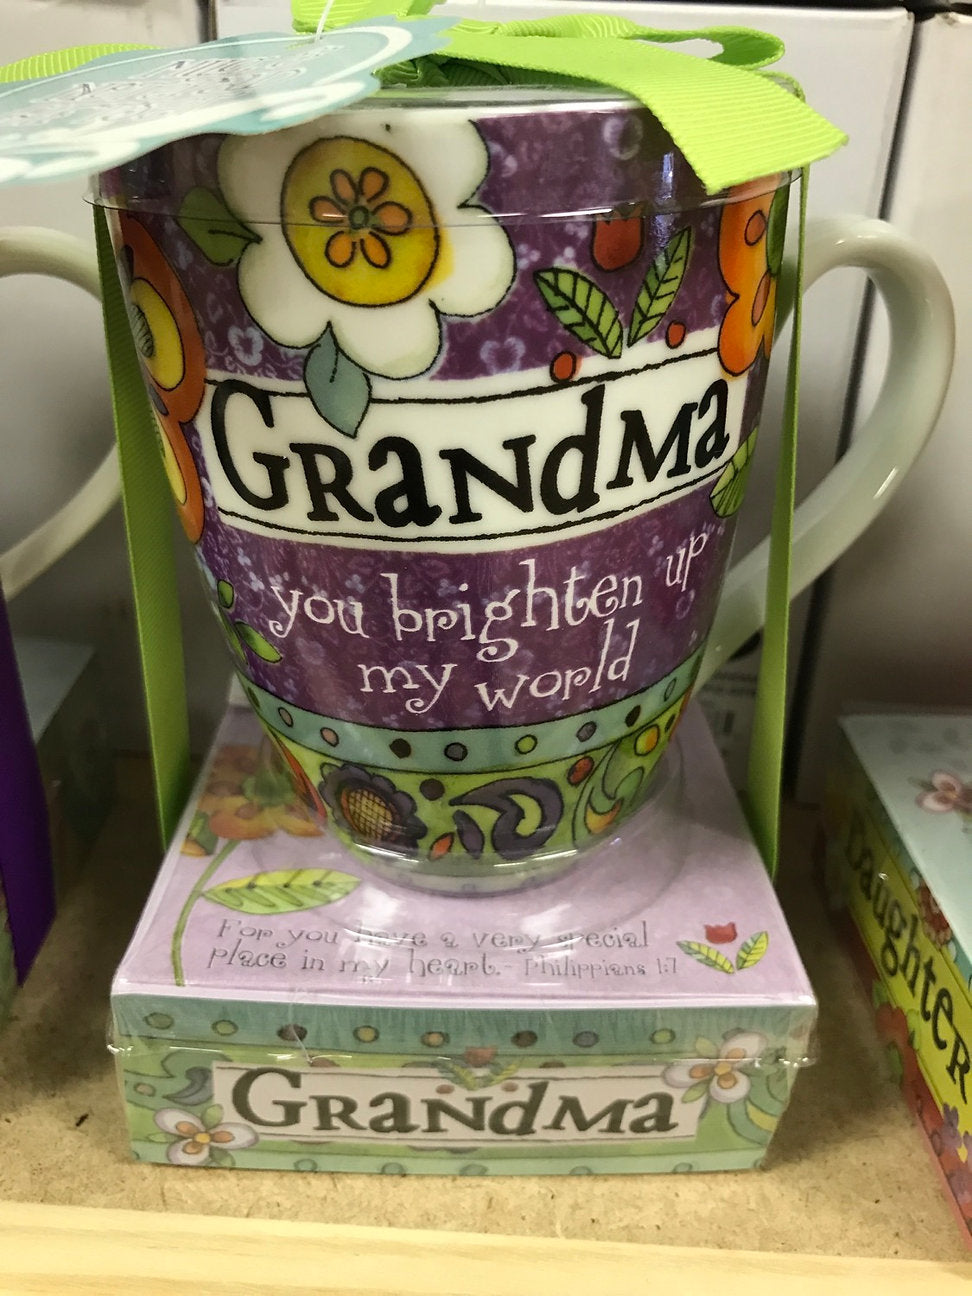 Grandma
you brighten up
my world
For you have a very special
place in my heart. - Philippians 1:7
Grandma
Daughter